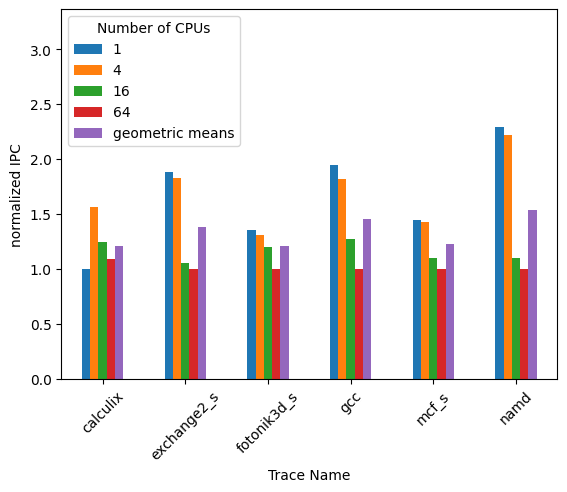 Number of CPUs
1
4
16
64
geometric means
normalized IPC
3.0
2.5
2.0
1.5
1.0
0.5
0.0
calculix
exchange2_s
fotonik3d_s
gcc
mcf_s
namd
Trace Name